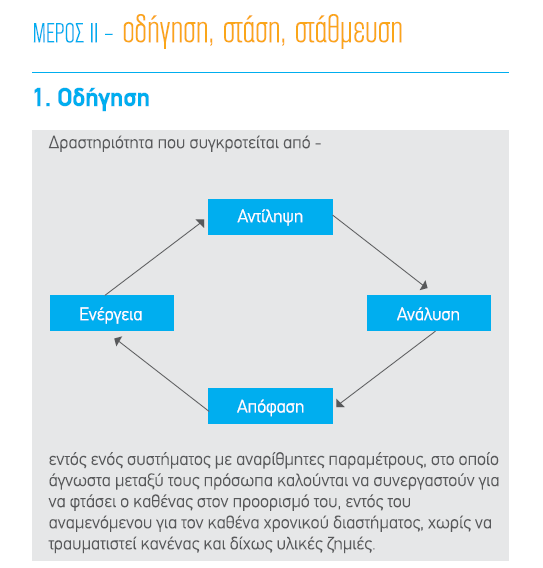 ΜΕΡΟΣ ΙΙ – οδήγηση, στάση, στάθμευση
1. Οδήγηση
Δραστηριότητα που συγκροτείται από -
Αντίληψη
Ενέργεια
Ανάλυση
Απόφαση
εντός ενός συστήματος με αναρίθμητες παραμέτρους, στο οποίο
άγνωστα μεταξύ τους πρόσωπα καλούνται να συνεργαστούν για
να φτάσει ο καθένας στον προορισμό του, εντός του
αναμενόμενου για τον καθένα χρονικού διαστήματος, χωρίς να
τραυματιστεί κανένας και δίχως υλικές ζημιές.